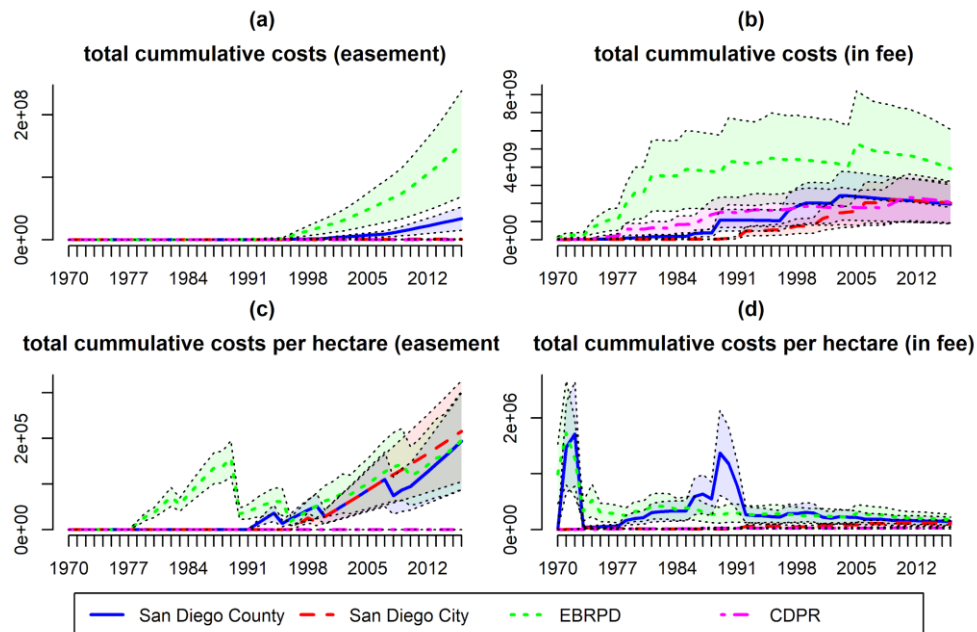 (a)
total cummulative costs (easement)
0e+00 2e+08
1970 1977 1984 1991 1998 2005 2012
(b)
total cummulative costs (in fee)
0e+00 4e+09 8e+09
1970 1977 1984 1991 1998 2005 2012
(c)
total cummulative costs per hectare (easement
0e+00 2e+05
1970 1977 1984 1991 1998 2005 2012
(d)
total cummulative costs per hectare (in fee)
0e+00 2e+06
1970 1977 1984 1991 1998 2005 2012
San Diego County San Diego City EBRPD CDPR